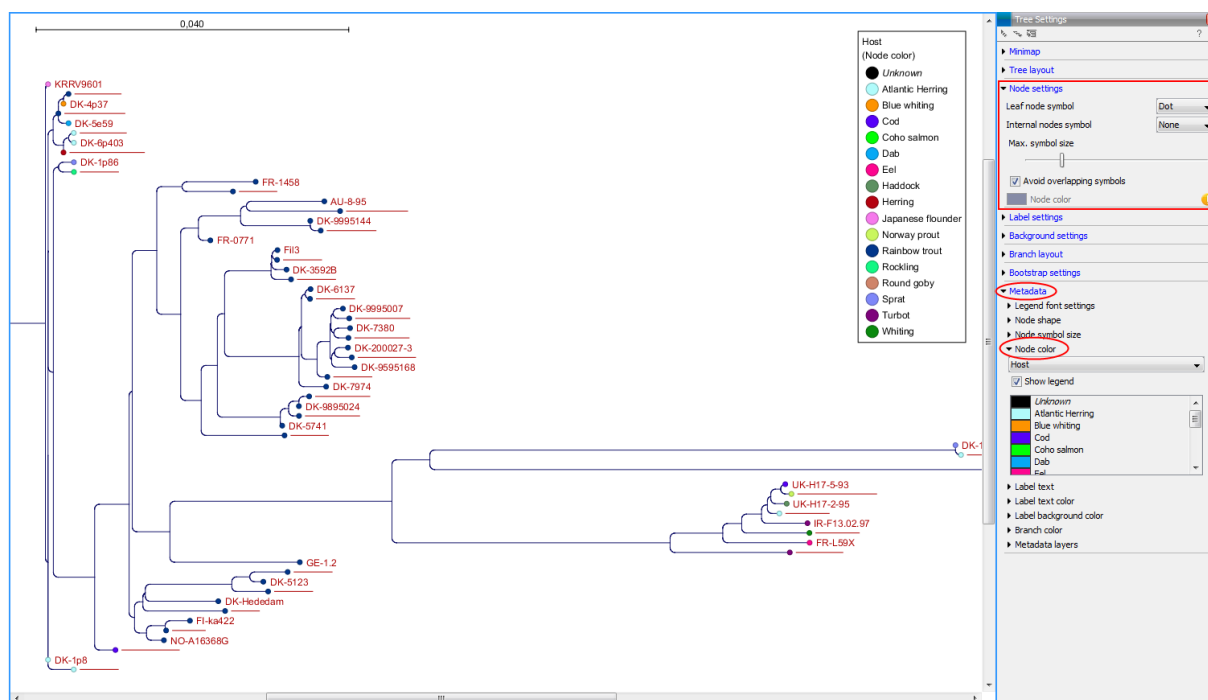 0,040
KRRV9601
DK-4p37
DK-5e59
DK-6p403
DK-1p86
FR-1458
AU-8-95
DK-9995144
FR-0771
Fil3
DK-3592B
DK-6137
DK-9995007
DK-7380
DK-200027-3
DK-9595168
DK-7974
DK-9895024
DK-5741
DK-1
UK-H17-5-93
UK-H17-2-95
IR-F13.02.97
FR-L59X
GE-1.2
DK-5123
DK-Hededam
FI-ka422
NO-A16368G
DK-1p8
Host
(Node color)
Unknown
Atlantic Herring
Blue whiting
Cod
Coho salmon
Dab
Eel
Haddock
Herring
Japanese flounder
Norway prout
Rainbow trout
Rockling
Round goby
Sprat
Turbot
Whiting
Tree Settings
?
Minimap
Tree layout
Node settings
Leaf node symbol Dot
Internal nodes symbol None
Max. symbol size
Avoid overlapping symbols
Node color
Label settings
Background settings
Branch layout
Bootstrap settings
Metadata
Legend font settings
Node shape
Node symbol size
Node color
Host
Show legend
Unknown
Atlantic Herring
Blue whiting
Cod
Coho salmon
Dab
Eel
Label text
Label text color
Label background color
Branch color
Metadata layers